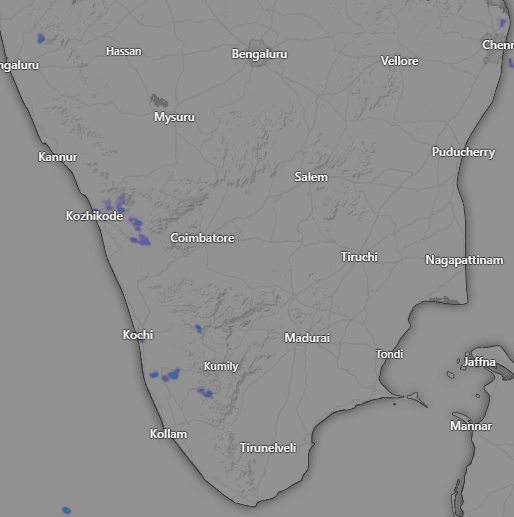 Hassan
Bengaluru
Chenn
ngaluru
Vellore
Mysuru
Kannur
Puducherry
Salem
Kozhikode
Coimbatore
Tiruchi
Nagapattinam
Kochi
Madurai
Tondi
Kumily
Jaffna
Mannar
Kollam
Tirunelveli